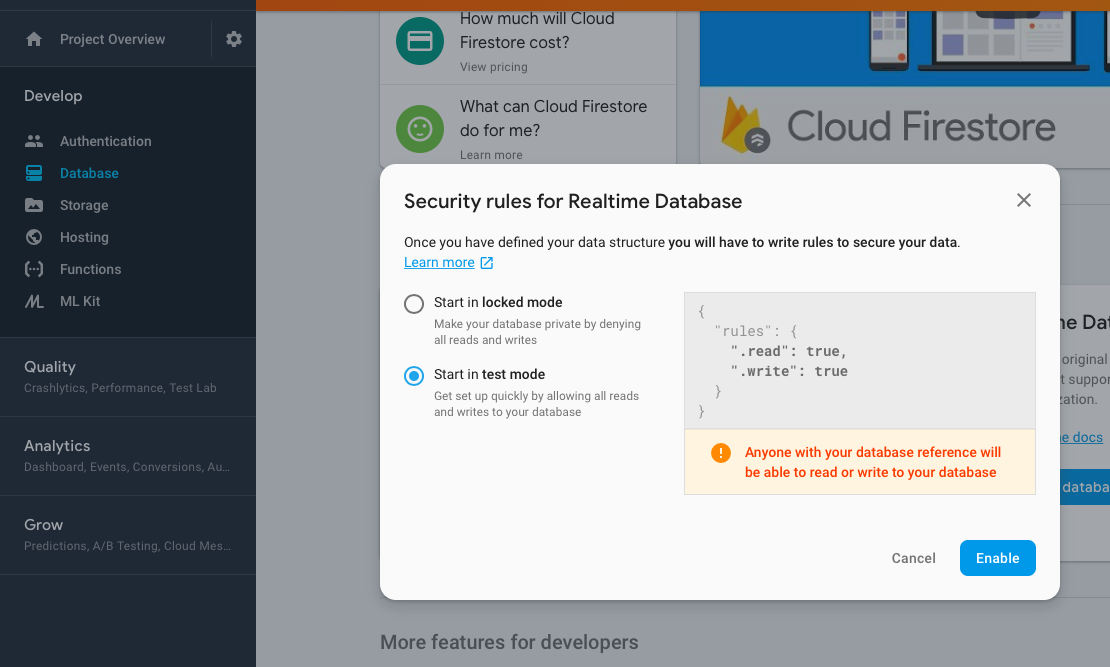 Project Overview
Develop
Authentication
Database
Storage
Hosting
Functions
ML Kit
Quality
Crashlytics, Performance, Test Lab
Analytics
Dashboard, Events, Conversions, Au...
Grow
Predictions, A/B Testing, Cloud Mes...
How much will Cloud
Firestore cost?
View pricing
What can Cloud Firestore
do for me?
Learn more
Cloud Firestore
Security rules for Realtime Database
Once you have defined your data structure you will have to write rules to secure your data.
Learn more
Start in locked mode
Make your database private by denying
all reads and writes
Start in test mode
Get set up quickly by allowing all reads
and writes to your database
{
"rules": {
".read": true,
".write": true
}
}
Anyone with your database reference will
be able to read or write to your database
Cancel
Enable
original
docs
More features for developers